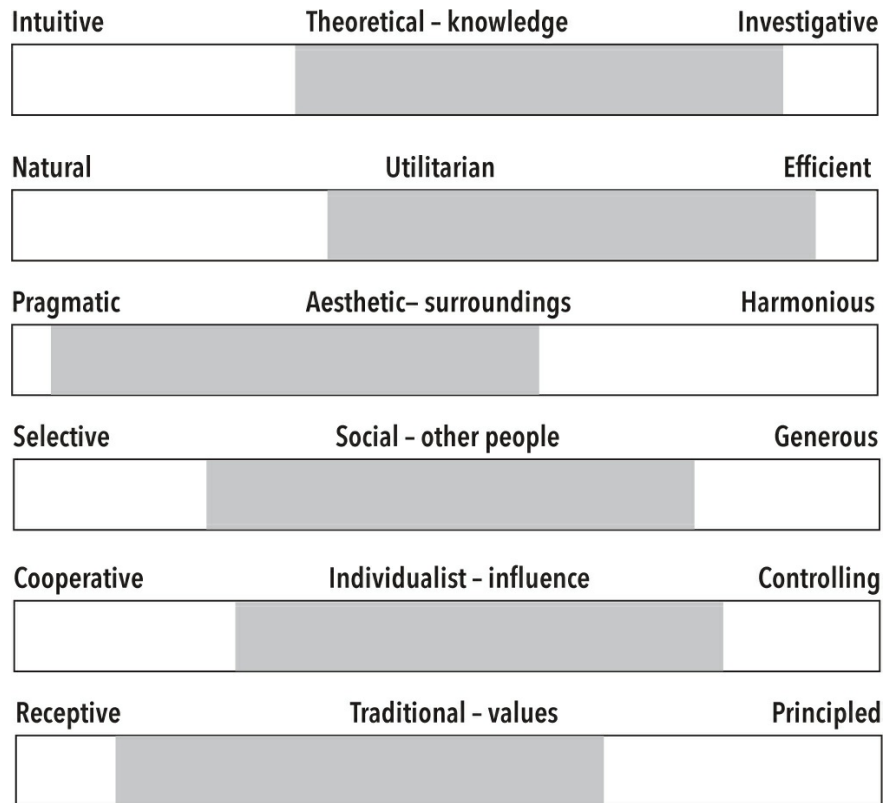 Intuitive Theoretical – knowledge Investigative
Natural Utilitarian Efficient
Pragmatic Aesthetic– surroundings Harmonious
Selective Social – other people Generous
Cooperative Individualist – influence Controlling
Receptive Traditional – values Principled